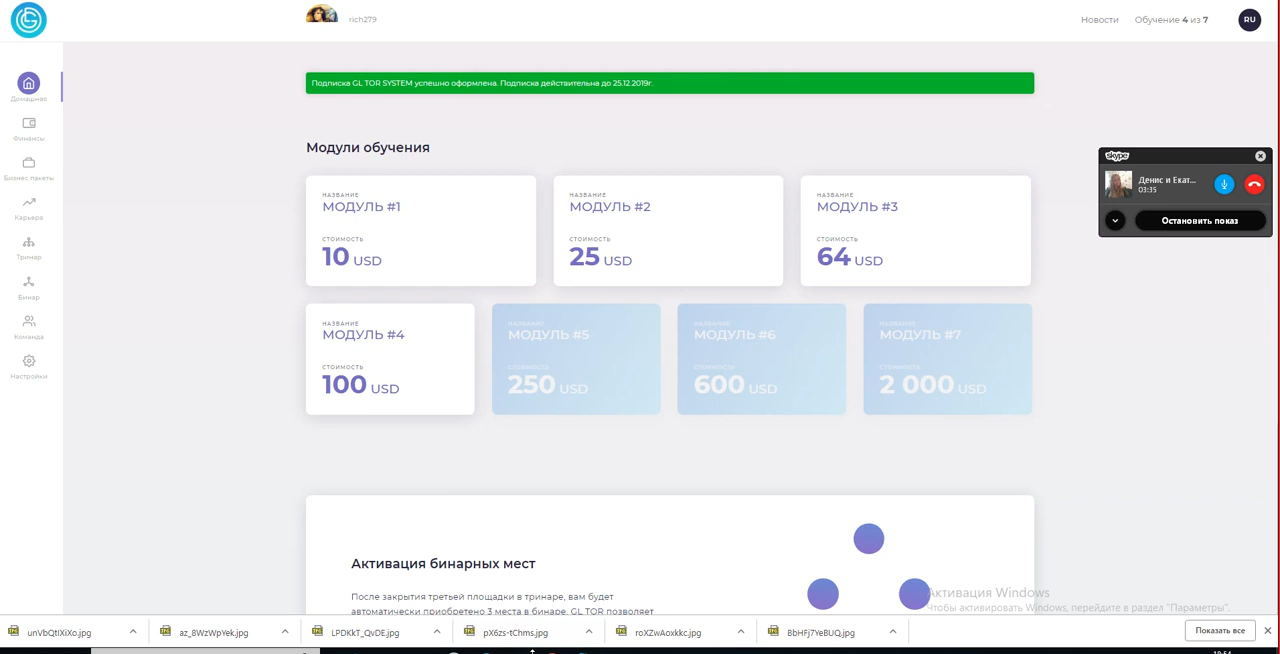 rich279
Новости
Обучение 4 из 7
RU
Домашняя
Финансы
Бизнес пакеты
Карьера
Тринар
Бинар
Команда
Настройки
Подписка GL TOR SYSTEM успешно оформлена. Подписка действительна до 25.12.2019г.
Модули обучения
НАЗВАНИЕ
МОДУЛЬ #1
СТОИМОСТЬ
10 USD
НАЗВАНИЕ
МОДУЛЬ #2
СТОИМОСТЬ
25 USD
НАЗВАНИЕ
МОДУЛЬ #3
СТОИМОСТЬ
64 USD
НАЗВАНИЕ
МОДУЛЬ #4
СТОИМОСТЬ
100 USD
НАЗВАНИЕ
МОДУЛЬ #5
СТОИМОСТЬ
250 USD
НАЗВАНИЕ
МОДУЛЬ #6
СТОИМОСТЬ
600 USD
НАЗВАНИЕ
МОДУЛЬ #7
СТОИМОСТЬ
2 000 USD
skype
Денис и Екат...
03:35
Остановить показ
Активация бинарных мест
После закрытия третьей площадки в тринаре, вам будет
автоматически приобретено 3 места в бинаре. GL TOR позволяет
Активация Windows
Чтобы активировать Windows, перейдите в раздел "Параметры".
unVbQtIXiXo.jpg
az_8WzWpYek.jpg
LPDKkT_QvDE.jpg
pX6zs-tChms.jpg
roXZwAoxkkc.jpg
BbHFj7YeBUQ.jpg
Показать все